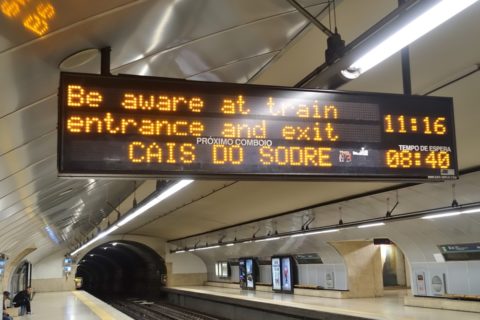 Be aware at train
entrance and exit
11:16
PRÓXIMO COMBOIO
TEMPO DE ESPERA
CAIS DO SODRE
08:40